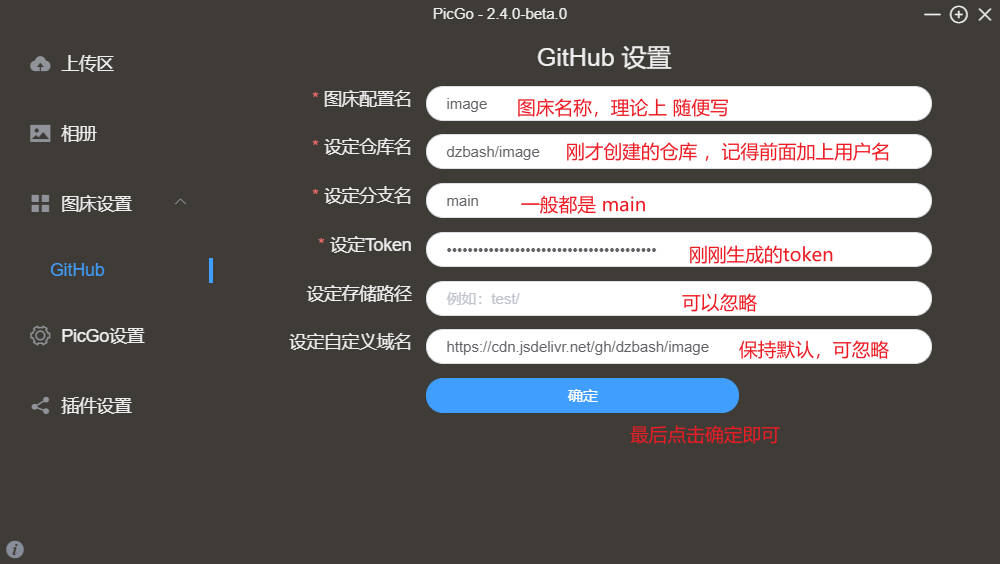 PicGo - 2.4.0-beta.0
上传区
相册
图床设置
GitHub
PicGo设置
插件设置
GitHub 设置
* 图床配置名 image 图床名称，理论上 随便写
* 设定仓库名 dzbash/image 刚才创建的仓库 ，记得前面加上用户名
* 设定分支名 main 一般都是 main
* 设定Token •••••••••••••••••••••••••••••••••••••••• 刚刚生成的token
设定存储路径 例如：test/ 可以忽略
设定自定义域名 https://cdn.jsdelivr.net/gh/dzbash/image 保持默认，可忽略
确定
最后点击确定即可